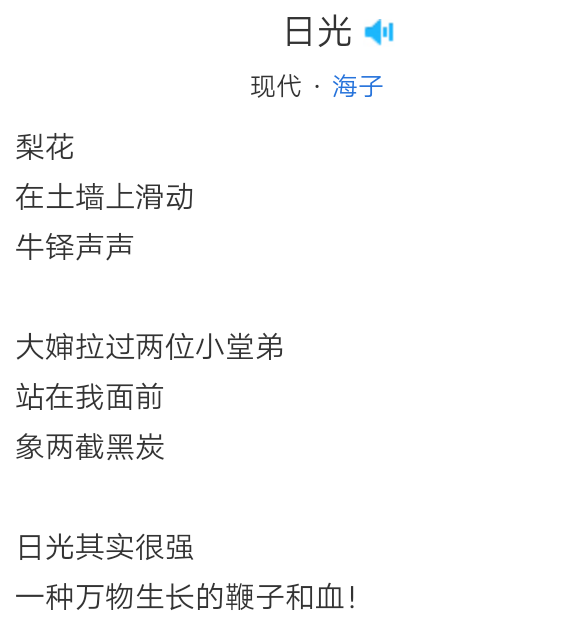 日光
现代 · 海子
梨花
在土墙上滑动
牛铎声声
大婶拉过两位小堂弟
站在我面前
象两截黑炭
日光其实很强
一种万物生长的鞭子和血!